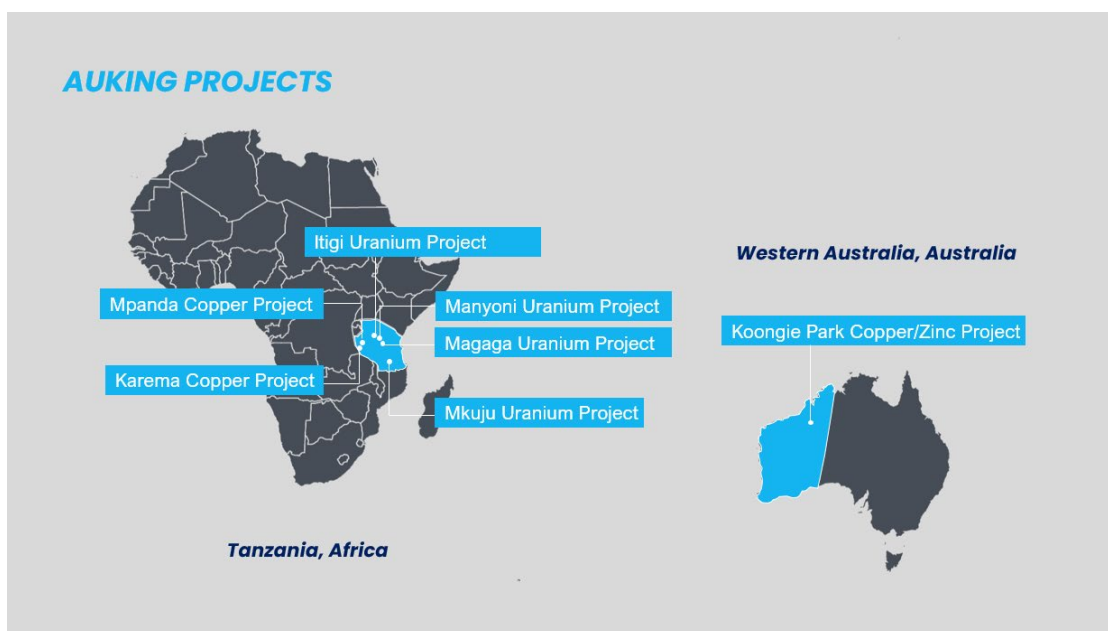 AUKING PROJECTS
Itigi Uranium Project
Mpanda Copper Project
Manyoni Uranium Project
Magaga Uranium Project
Karema Copper Project
Mkuju Uranium Project
Tanzania, Africa
Western Australia, Australia
Koongie Park Copper/Zinc Project